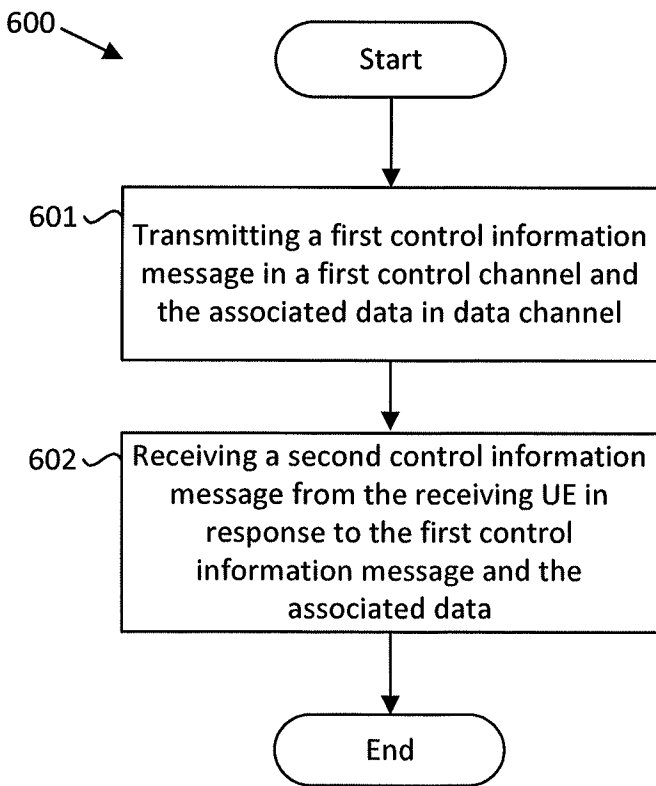 600
Start
601
Transmitting a first control information
message in a first control channel and
the associated data in data channel
602
Receiving a second control information
message from the receiving UE in
response to the first control
information message and the
associated data
End